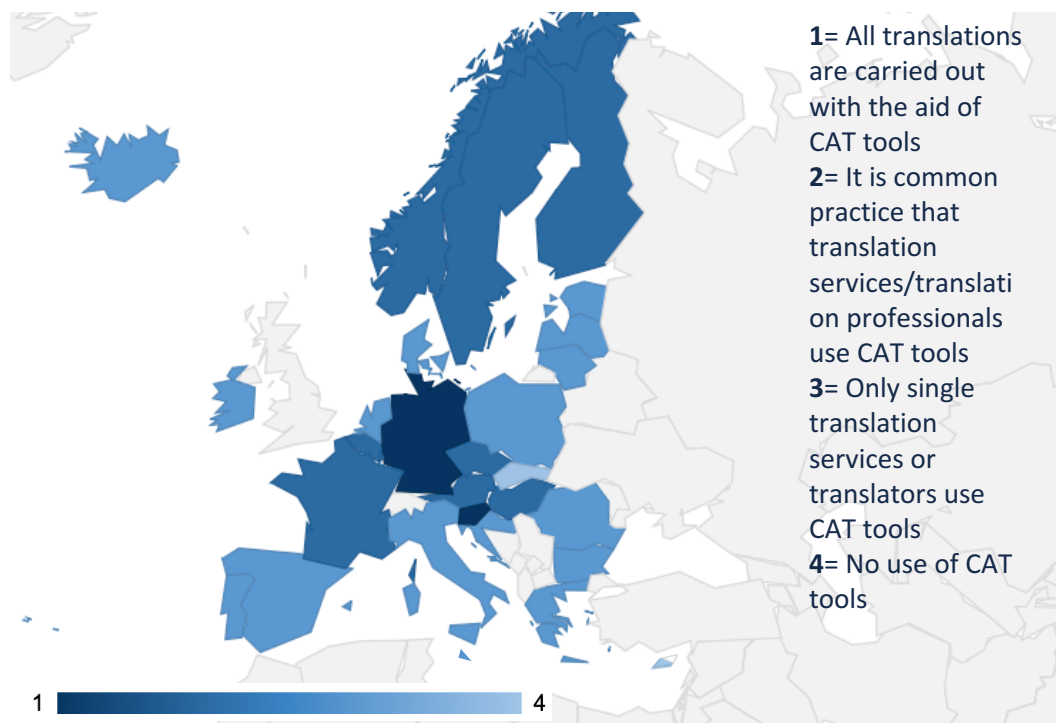 1= All translations
are carried out
with the aid of
CAT tools
2= It is common
practice that
translation
services/translati
on professionals
use CAT tools
3= Only single
translation
services or
translators use
CAT tools
4= No use of CAT
tools
1
4